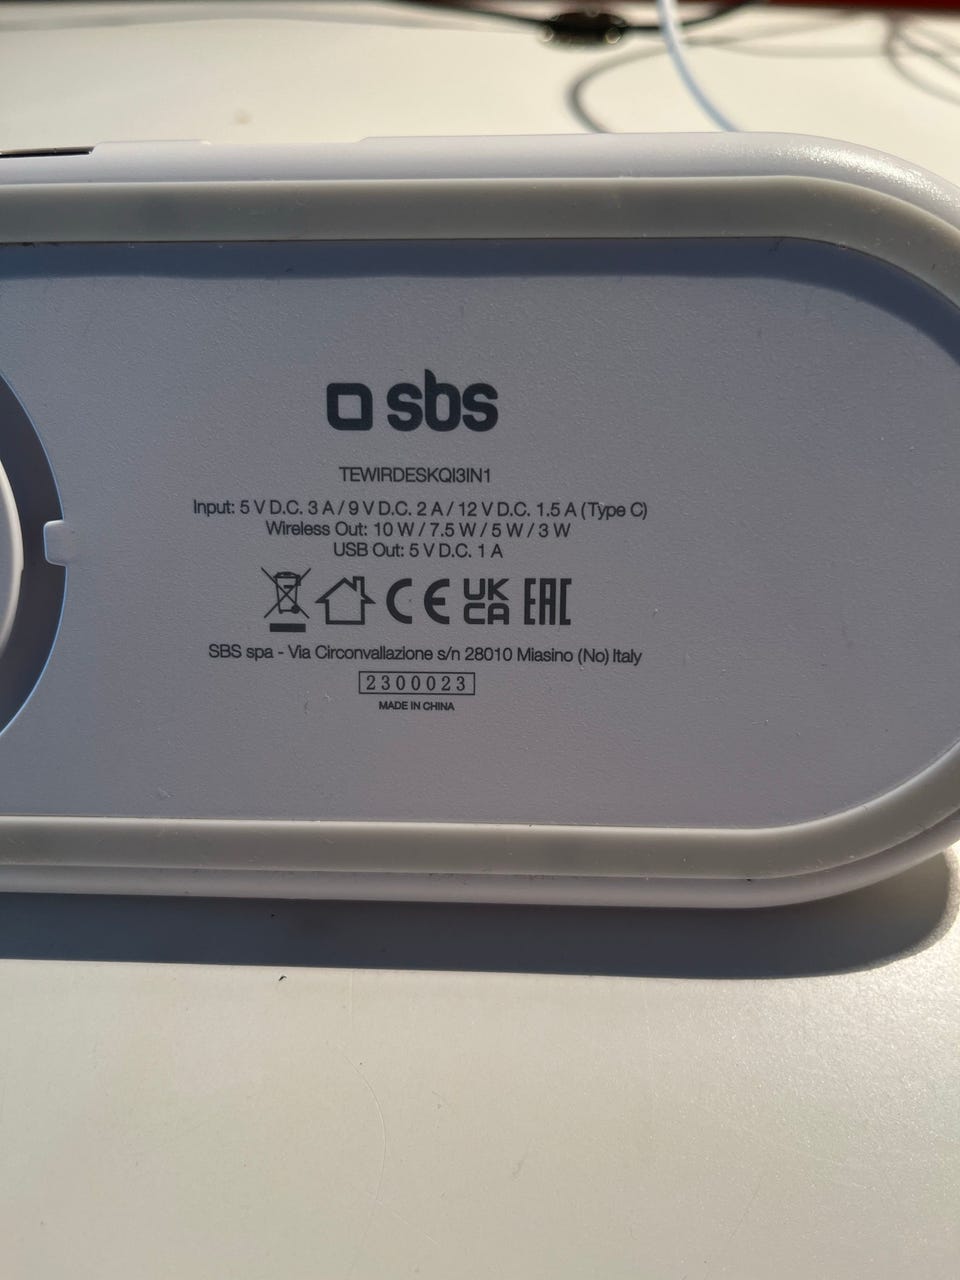 sbs
TEWIRDESKQI3IN1
Input: 5 V D.C. 3 A / 9 V D.C. 2 A / 12 V D.C. 1.5 A (Type C)
Wireless Out: 10 W / 7.5 W / 5 W / 3 W
USB Out: 5 V D.C. 1 A
CE UK CA EAC
SBS spa - Via Circonvallazione s/n 28010 Miasino (No) Italy
2300023
MADE IN CHINA